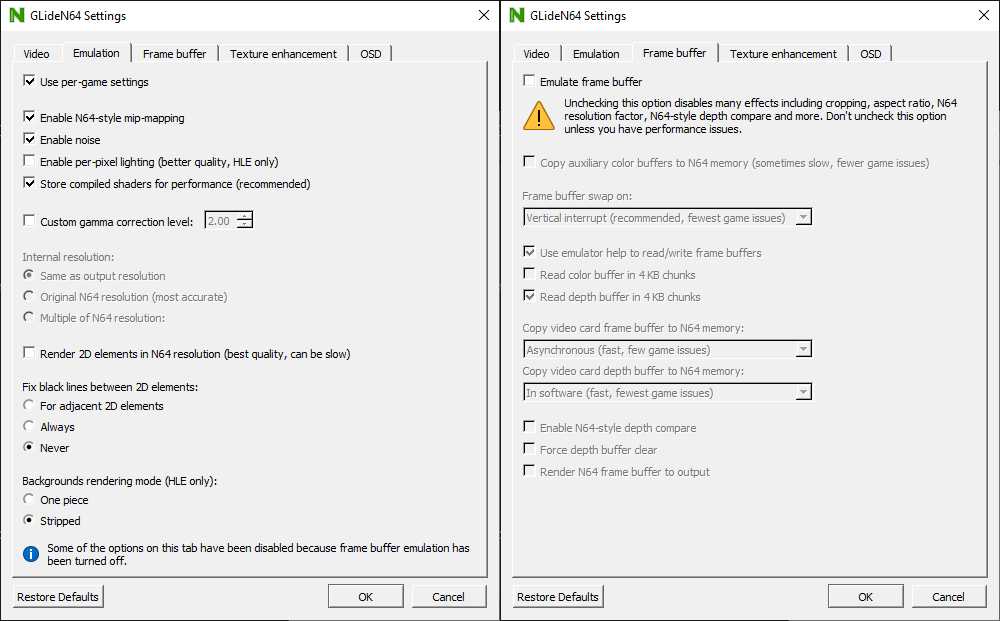 GLideN64 Settings
Video
Emulation
Frame buffer
Texture enhancement
OSD
Use per-game settings
Enable N64-style mip-mapping
Enable noise
Enable per-pixel lighting (better quality, HLE only)
Store compiled shaders for performance (recommended)
Custom gamma correction level: 2.00
Internal resolution:
Same as output resolution
Original N64 resolution (most accurate)
Multiple of N64 resolution:
Render 2D elements in N64 resolution (best quality, can be slow)
Fix black lines between 2D elements:
For adjacent 2D elements
Always
Never
Backgrounds rendering mode (HLE only):
One piece
Stripped
Some of the options on this tab have been disabled because frame buffer emulation has
been turned off.
Restore Defaults
OK
Cancel
GLideN64 Settings
Video
Emulation
Frame buffer
Texture enhancement
OSD
Emulate frame buffer
Unchecking this option disables many effects including cropping, aspect ratio, N64
resolution factor, N64-style depth compare and more. Don't uncheck this option
unless you have performance issues.
Copy auxiliary color buffers to N64 memory (sometimes slow, fewer game issues)
Frame buffer swap on:
Vertical interrupt (recommended, fewest game issues)
Use emulator help to read/write frame buffers
Read color buffer in 4 KB chunks
Read depth buffer in 4 KB chunks
Copy video card frame buffer to N64 memory:
Asynchronous (fast, few game issues)
Copy video card depth buffer to N64 memory:
In software (fast, fewest game issues)
Enable N64-style depth compare
Force depth buffer clear
Render N64 frame buffer to output
Restore Defaults
OK
Cancel